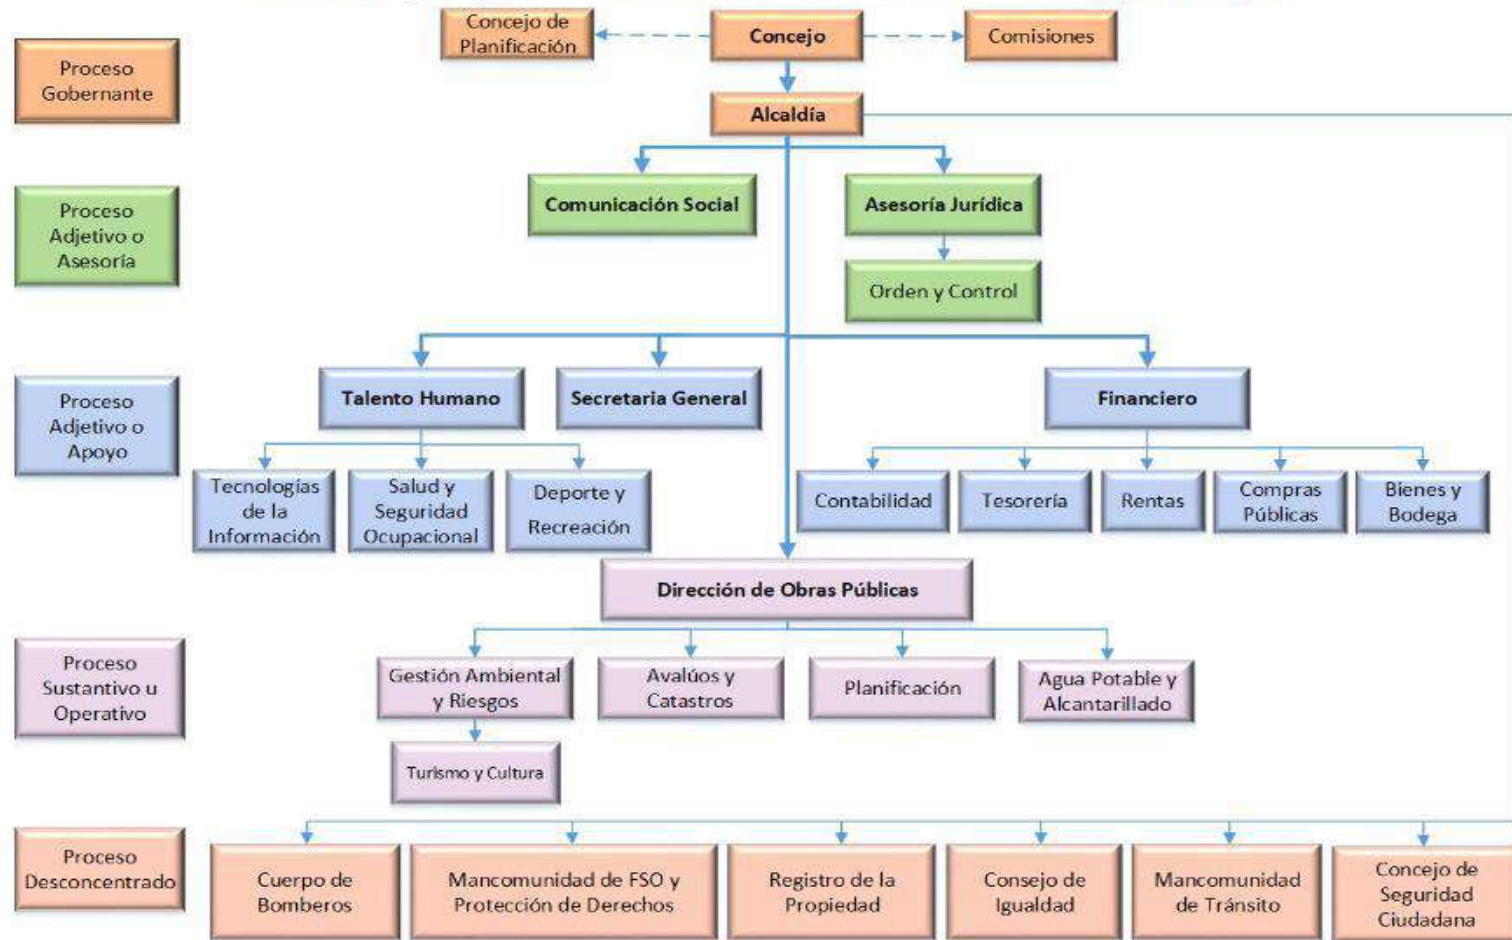 Concejo de
Planificación
Concejo
Comisiones
Proceso
Gobernante
Alcaldía
Proceso
Adjetivo o
Asesoría
Comunicación Social
Asesoría Jurídica
Orden y Control
Proceso
Adjetivo o
Apoyo
Talento Humano
Secretaria General
Financiero
Tecnologías
de la
Información
Salud y
Seguridad
Ocupacional
Deporte y
Recreación
Contabilidad
Tesorería
Rentas
Compras
Públicas
Bienes y
Bodega
Dirección de Obras Públicas
Proceso
Sustantivo u
Operativo
Gestión Ambiental
y Riesgos
Avalúos y
Catastros
Planificación
Agua Potable y
Alcantarillado
Turismo y Cultura
Proceso
Desconcentrado
Cuerpo de
Bomberos
Mancomunidad de FSO y
Protección de Derechos
Registro de la
Propiedad
Consejo de
Igualdad
Mancomunidad
de Tránsito
Concejo de
Seguridad
Ciudadana